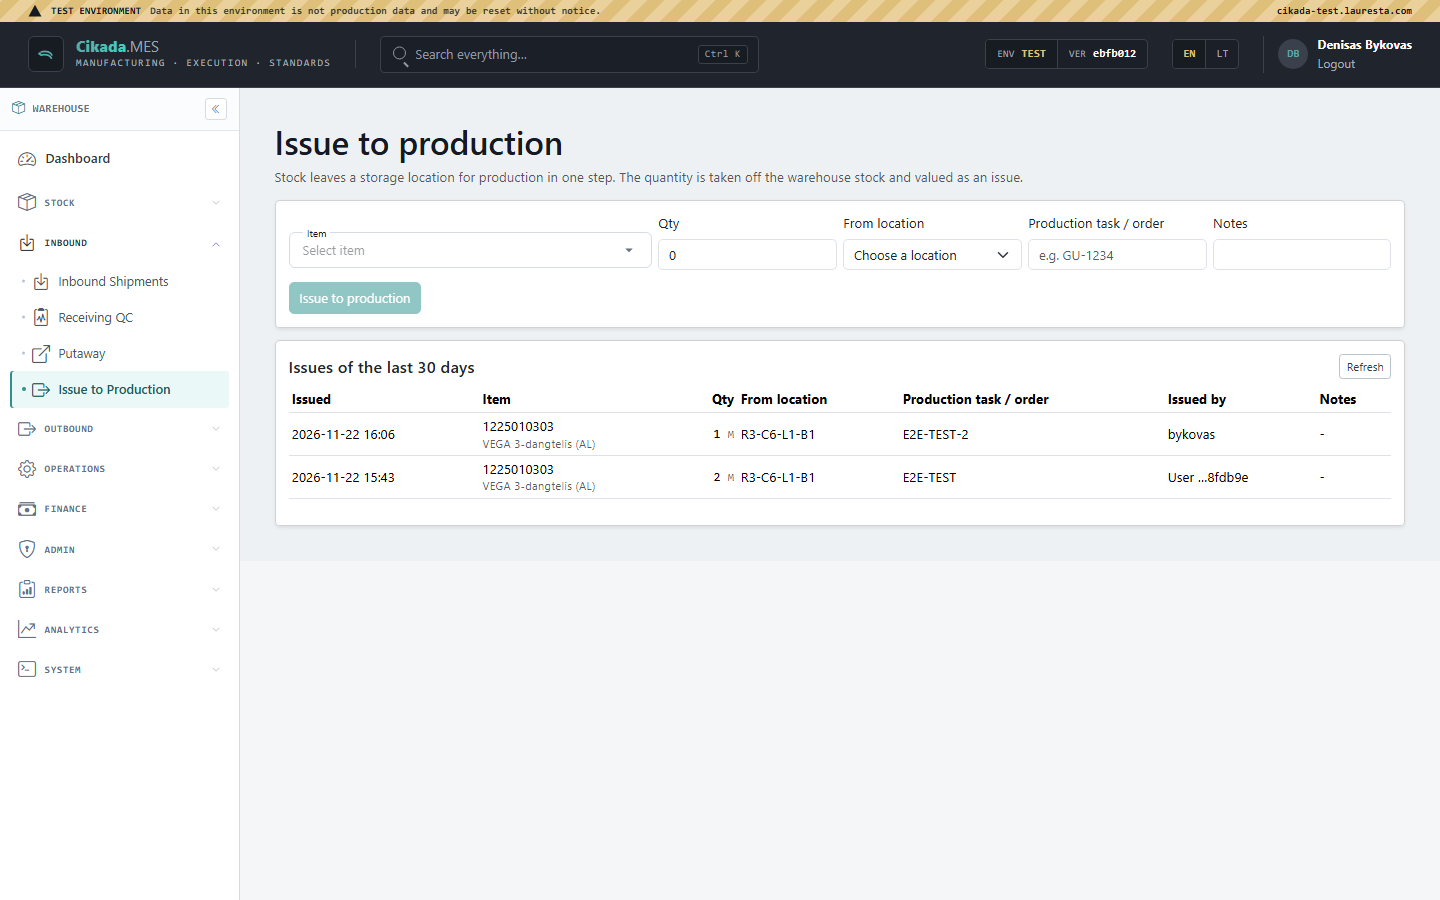 TEST ENVIRONMENT Data in this environment is not production data and may be reset without notice.
cikada-test.lauresta.com
Cikada.MES
MANUFACTURING · EXECUTION · STANDARDS
Search everything...
Ctrl K
ENV TEST
VER ebfb012
EN
LT
DB
Denisas Bykovas
Logout
WAREHOUSE
Dashboard
STOCK
INBOUND
Inbound Shipments
Receiving QC
Putaway
Issue to Production
OUTBOUND
OPERATIONS
FINANCE
ADMIN
REPORTS
ANALYTICS
SYSTEM
Issue to production
Stock leaves a storage location for production in one step. The quantity is taken off the warehouse stock and valued as an issue.
Item
Select item
Qty
0
From location
Choose a location
Production task / order
e.g. GU-1234
Notes
Issue to production
Issues of the last 30 days
Refresh
Issued Item Qty From location Production task / order Issued by Notes
2026-11-22 16:06 1225010303 1 M R3-C6-L1-B1 E2E-TEST-2 bykovas -
VEGA 3-dangtelis (AL)
2026-11-22 15:43 1225010303 2 M R3-C6-L1-B1 E2E-TEST User ...8fdb9e -
VEGA 3-dangtelis (AL)